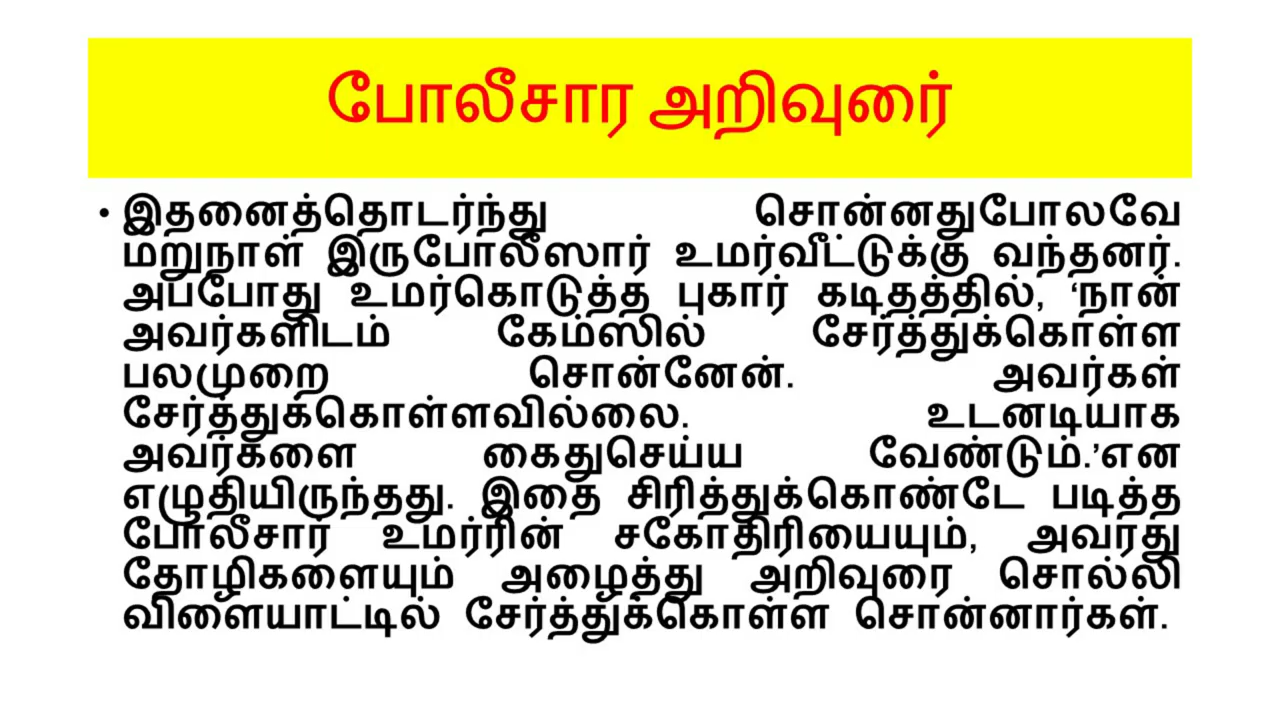 போலீசார அறிவுரைர்
• இதனைத்தொடர்ந்து சொன்னதுபோலவே
மறுநாள் இருபோலீஸார் உமர்வீட்டுக்கு வந்தனர்.
அப்போது உமர்கொடுத்த புகார் கடிதத்தில், ‘நான்
அவர்களிடம் கேம்ஸில் சேர்த்துக்கொள்ள
பலமுறை சொன்னேன். அவர்கள்
சேர்த்துக்கொள்ளவில்லை. உடனடியாக
அவர்களை கைதுசெய்ய வேண்டும்.’என
எழுதியிருந்தது. இதை சிரித்துக்கொண்டே படித்த
போலீசார் உமர்ரின் சகோதிரியையும், அவரது
தோழிகளையும் அழைத்து அறிவுரை சொல்லி
விளையாட்டில் சேர்த்துக்கொள்ள சொன்னார்கள்.